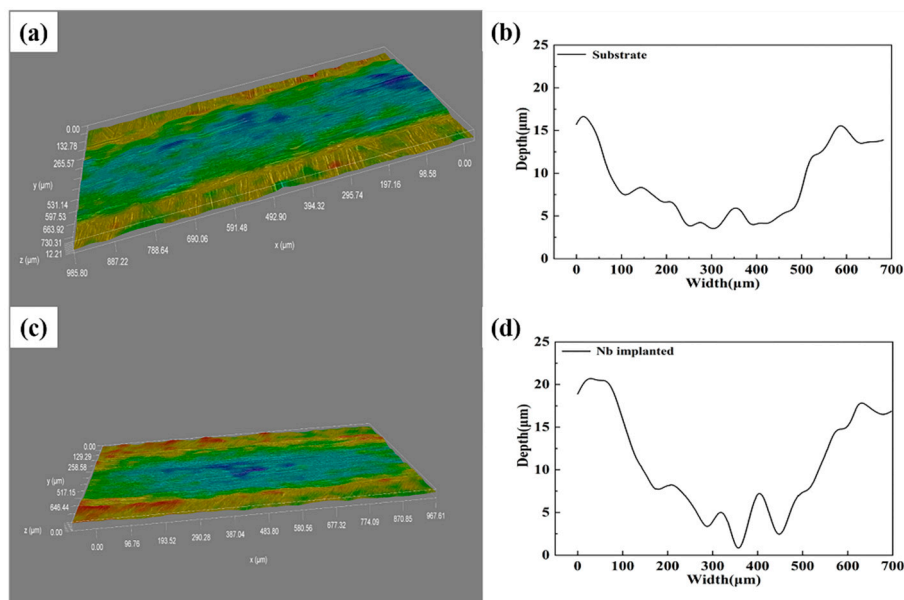 (a)
0.00
132.78
265.57
y (µm)
531.14
597.53
663.92
730.31
z (µm) 12.21
985.80
887.22
788.64
690.06
591.48
x (µm)
492.90
394.32
295.74
197.16
98.58
0.00
(b)
25
20
15
10
5
0
Depth(µm)
Substrate
0 100 200 300 400 500 600 700
Width(µm)
(c)
0.00
129.29
258.58
y (µm)
517.15
646.44
z (µm) 0.00
0.00
96.76
193.52
290.28
387.04
483.80
580.56
677.32
774.09
870.85
967.61
x (µm)
(d)
25
20
15
10
5
0
Depth(µm)
Nb implanted
0 100 200 300 400 500 600 700
Width(µm)